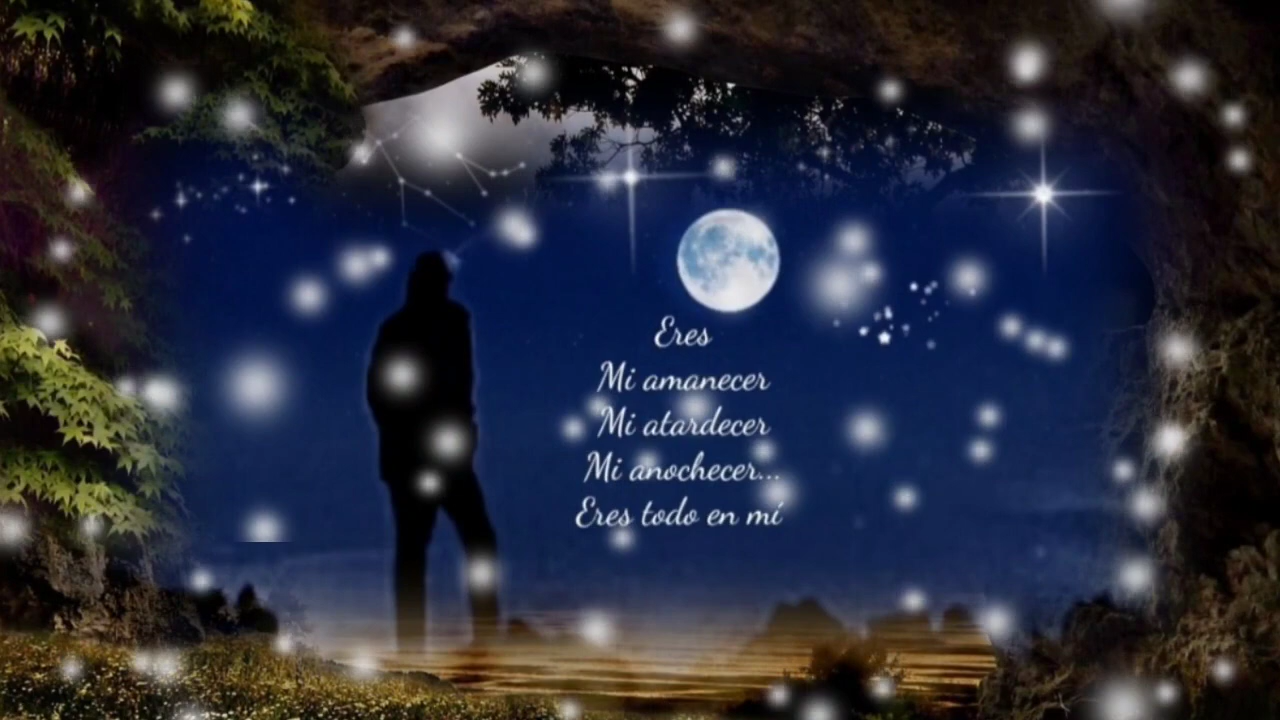 Eres
Mi amanecer
Mi atardecer
Mi anochecer...
Eres todo en mí